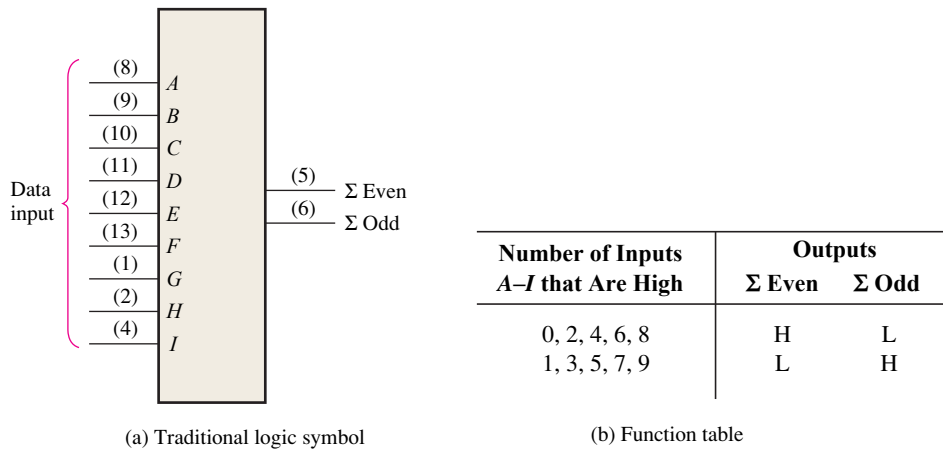 (8)
A
(9)
B
(10)
C
(11)
D
Data
input
(12)
E
(13)
F
(1)
G
(2)
H
(4)
I
(5)
Σ Even
(6)
Σ Odd
(a) Traditional logic symbol
Number of Inputs Outputs
A–I that Are High Σ Even Σ Odd
0, 2, 4, 6, 8 H L
1, 3, 5, 7, 9 L H
(b) Function table